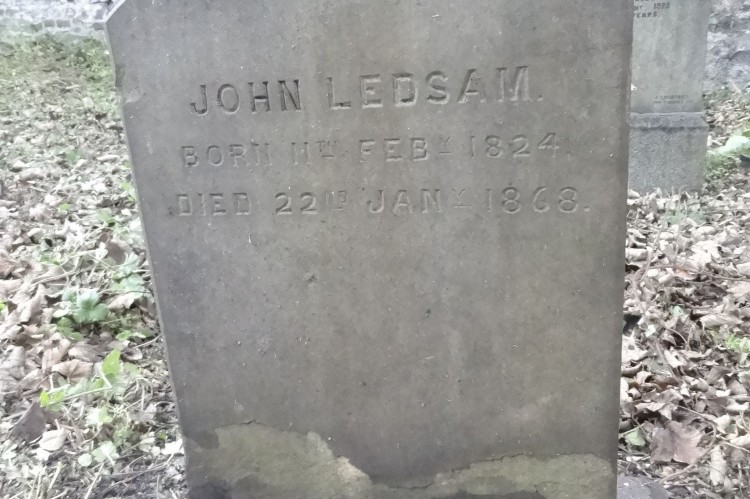 JOHN LEDSAM.
BORN 11TH FEBY 1824.
DIED 22ND JANY 1868.